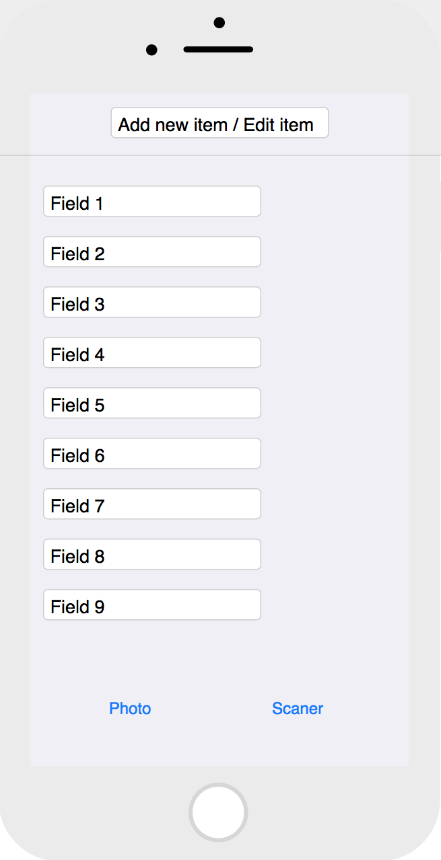 Add new item / Edit item
Field 1
Field 2
Field 3
Field 4
Field 5
Field 6
Field 7
Field 8
Field 9
Photo Scaner